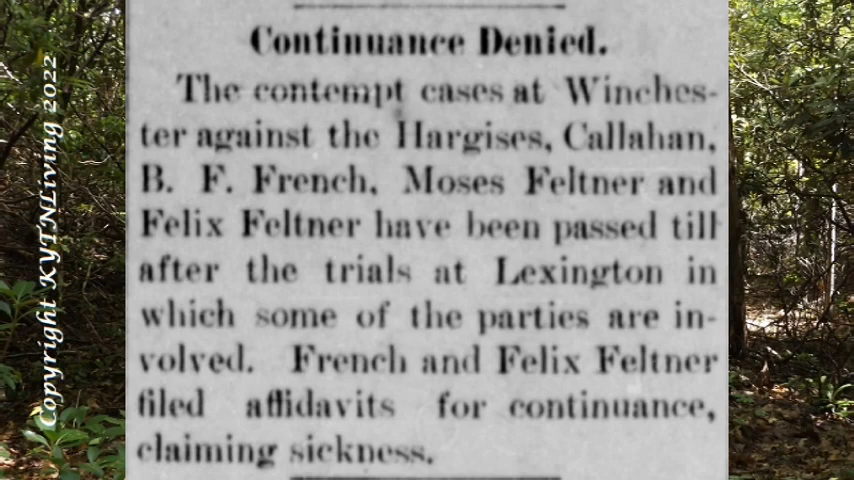 Continuance Denied.
The contempt cases at Winches-
ter against the Hargises, Callahan,
B. F. French, Moses Feltner and
Felix Feltner have been passed till
after the trials at Lexington in
which some of the parties are in-
volved. French and Felix Feltner
filed affidavits for continuance,
claiming sickness.
Copyright KYTNLiving 2022